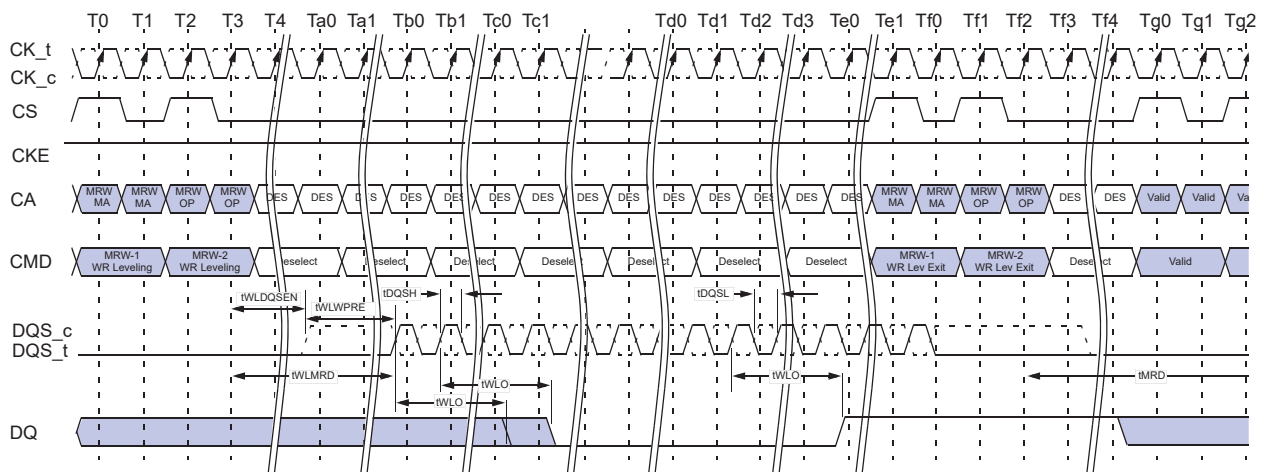 T0 T1 T2 T3 T4 Ta0 Ta1 Tb0 Tb1 Tc0 Tc1 Td0 Td1 Td2 Td3 Te0 Te1 Tf0 Tf1 Tf2 Tf3 Tf4 Tg0 Tg1 Tg2
CK_t
CK_c
CS
CKE
CA
MRW MA
MRW MA
MRW OP
MRW OP
DES DES DES DES DES DES DES DES DES DES DES DES DES DES
MRW MA
MRW MA
MRW OP
MRW OP
DES DES
Valid Valid Va
CMD
MRW-1
WR Leveling
MRW-2
WR Leveling
Deselect Deselect Deselect Deselect Deselect Deselect Deselect
MRW-1
WR Lev Exit
MRW-2
WR Lev Exit
Deselect
Valid
tWLDQSEN
tWLWPRE
tDQSH
tDQSL
DQS_c
DQS_t
tWLMRD
tWLO
tWLO
tWLO
tMRD
DQ